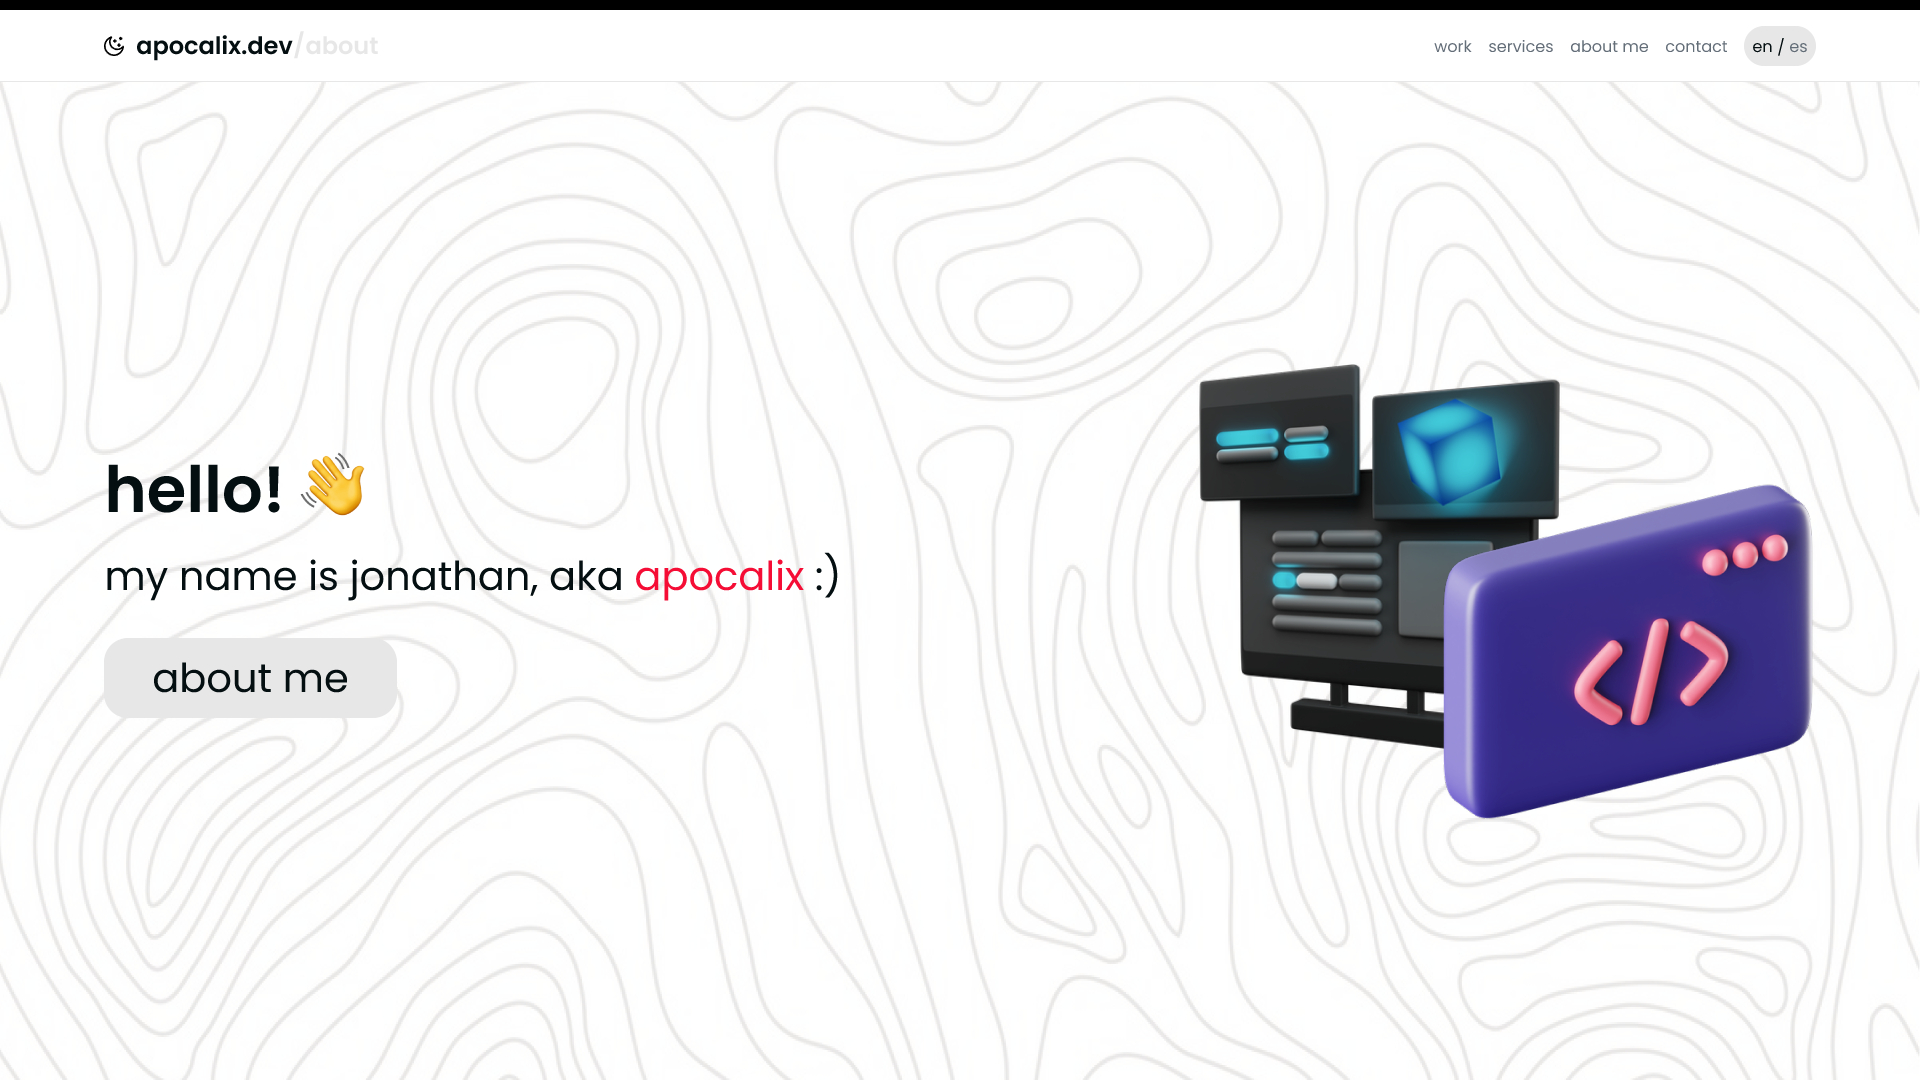 apocalix.dev/about
work services about me contact en / es
hello! 👋
my name is jonathan, aka apocalix :)
about me
</>